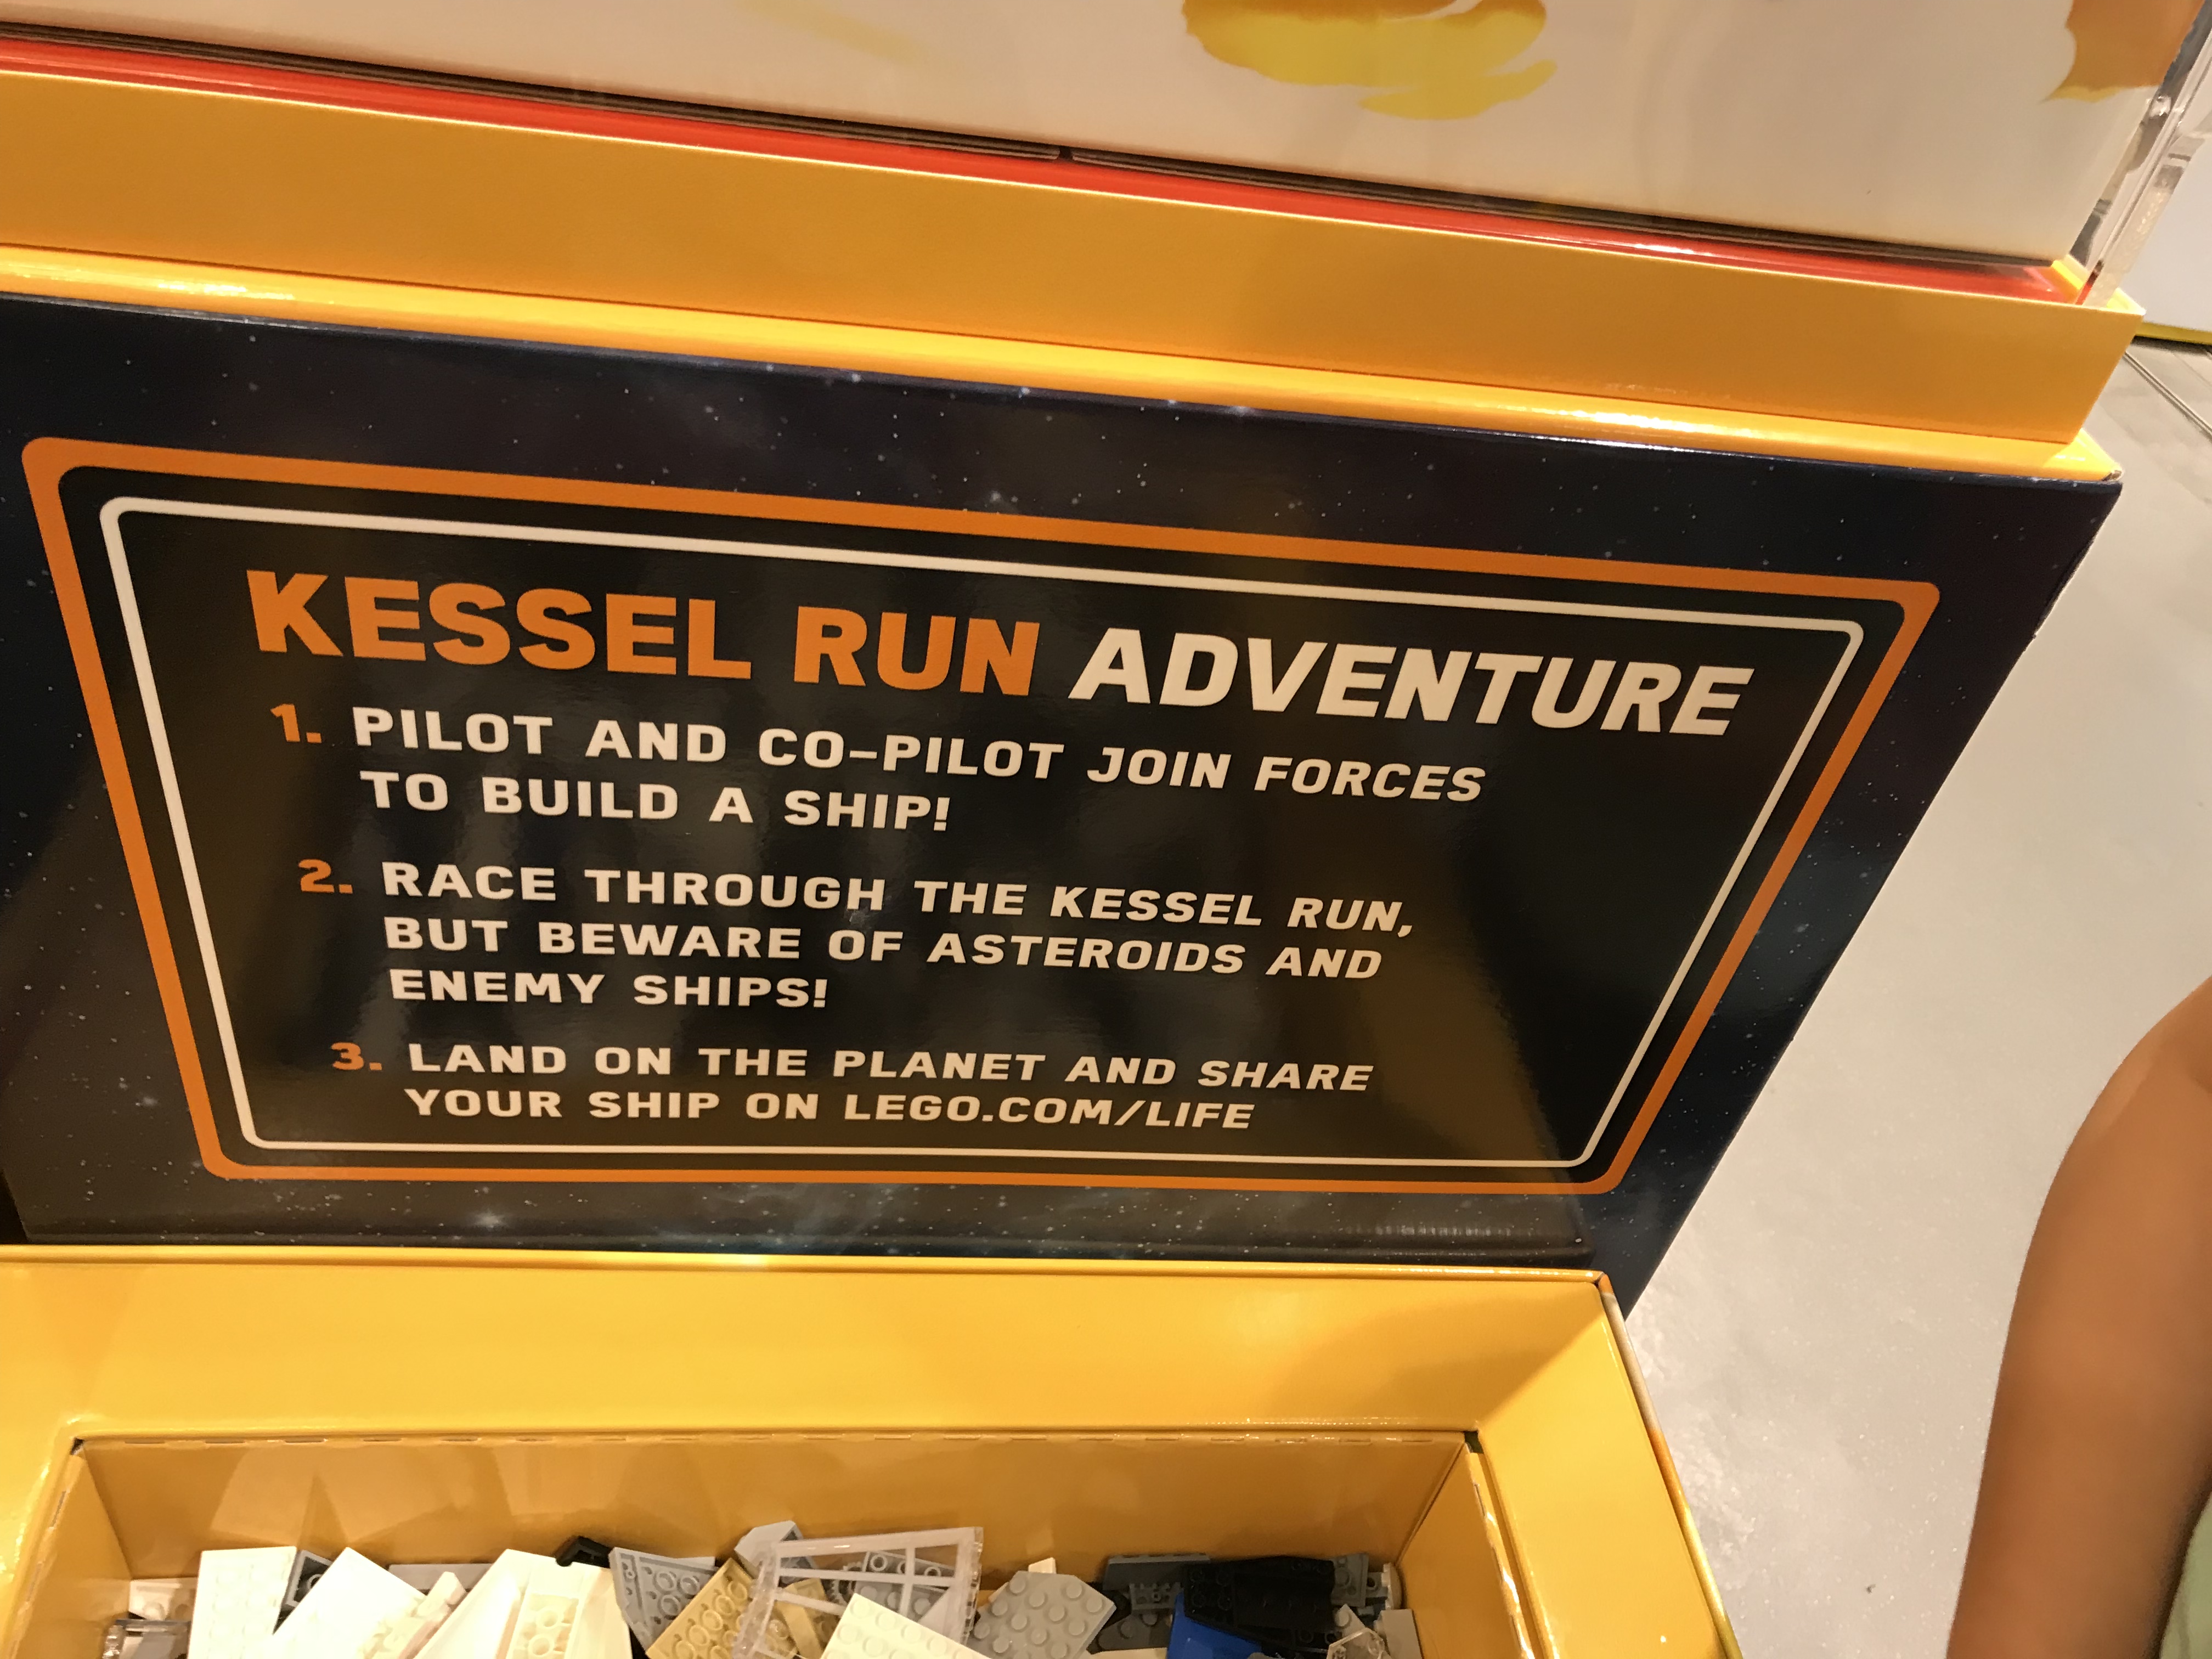 KESSEL RUN ADVENTURE
1. PILOT AND CO-PILOT JOIN FORCES
TO BUILD A SHIP!
2. RACE THROUGH THE KESSEL RUN,
BUT BEWARE OF ASTEROIDS AND
ENEMY SHIPS!
3. LAND ON THE PLANET AND SHARE
YOUR SHIP ON LEGO.COM/LIFE